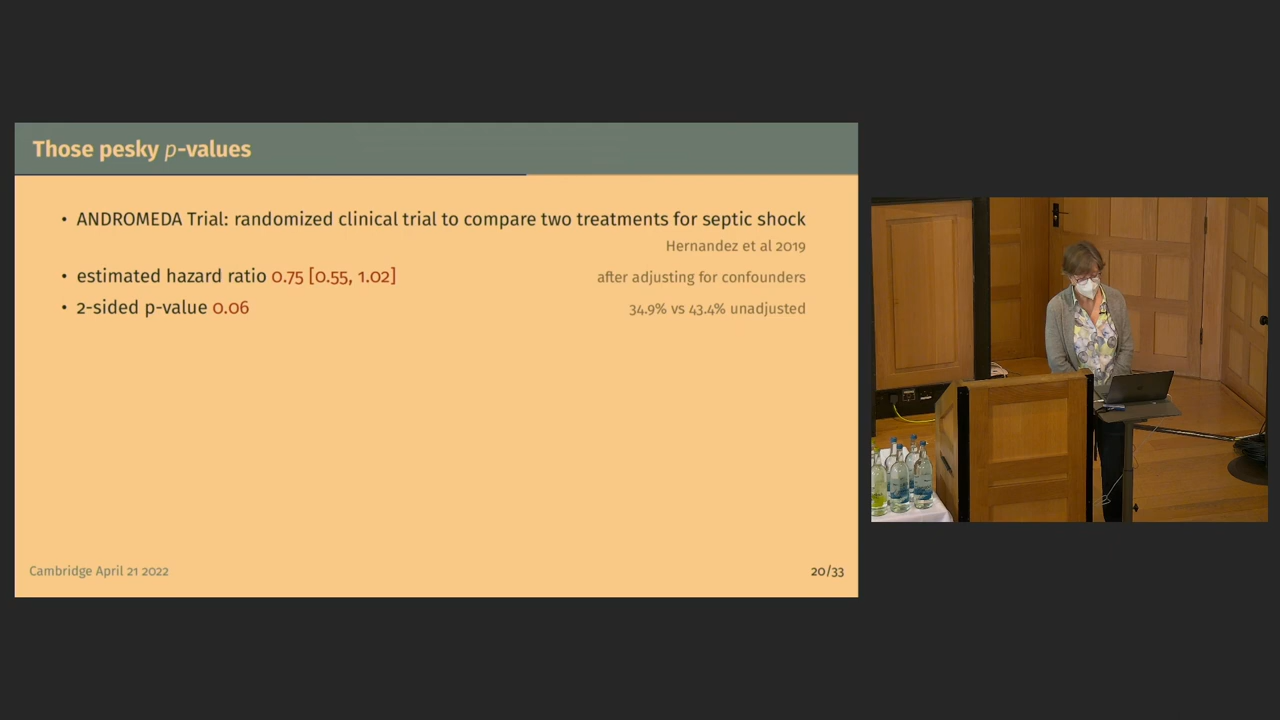 Those pesky p-values
• ANDROMEDA Trial: randomized clinical trial to compare two treatments for septic shock
Hernandez et al 2019
• estimated hazard ratio 0.75 [0.55, 1.02] after adjusting for confounders
• 2-sided p-value 0.06 34.9% vs 43.4% unadjusted
Cambridge April 21 2022 20/33